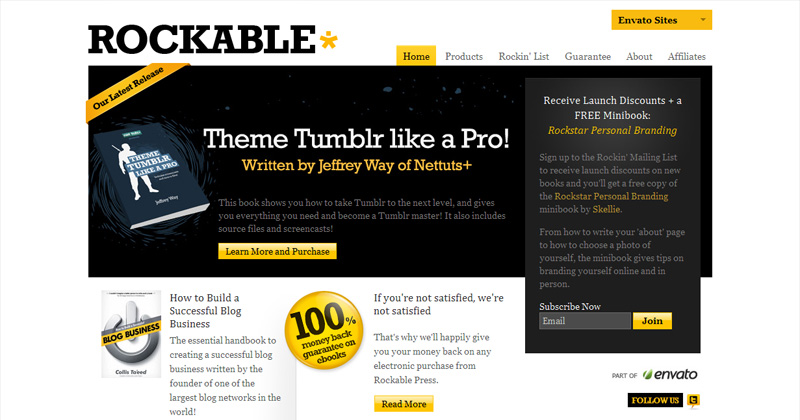 Envato Sites
ROCKABLE*
Home Products Rockin' List Guarantee About Affiliates
Our Latest Release
THEME
TUMBLR
LIKE A PRO
Jeffrey Way
Theme Tumblr like a Pro!
Written by Jeffrey Way of Nettuts+
This book shows you how to take Tumblr to the next level, and gives
you everything you need and become a Tumblr master! It also includes
source files and screencasts!
Learn More and Purchase
Receive Launch Discounts + a
FREE Minibook:
Rockstar Personal Branding
Sign up to the Rockin' Mailing List
to receive launch discounts on new
books and you'll get a free copy of
the Rockstar Personal Branding
minibook by Skellie.
From how to write your 'about' page
to how to choose a photo of
yourself, the minibook gives tips on
branding yourself online and in
person.
Subscribe Now
Email Join
BLOG BUSINESS
Collis Ta'eed
How to Build a
Successful Blog
Business
The essential handbook to
creating a successful blog
business written by the
founder of one of the
largest blog networks in the
world!
100%
money back
guarantee on
ebooks
If you're not satisfied, we're
not satisfied
That's why we'll happily give
you your money back on any
electronic purchase from
Rockable Press.
Read More
PART OF envato
FOLLOW US